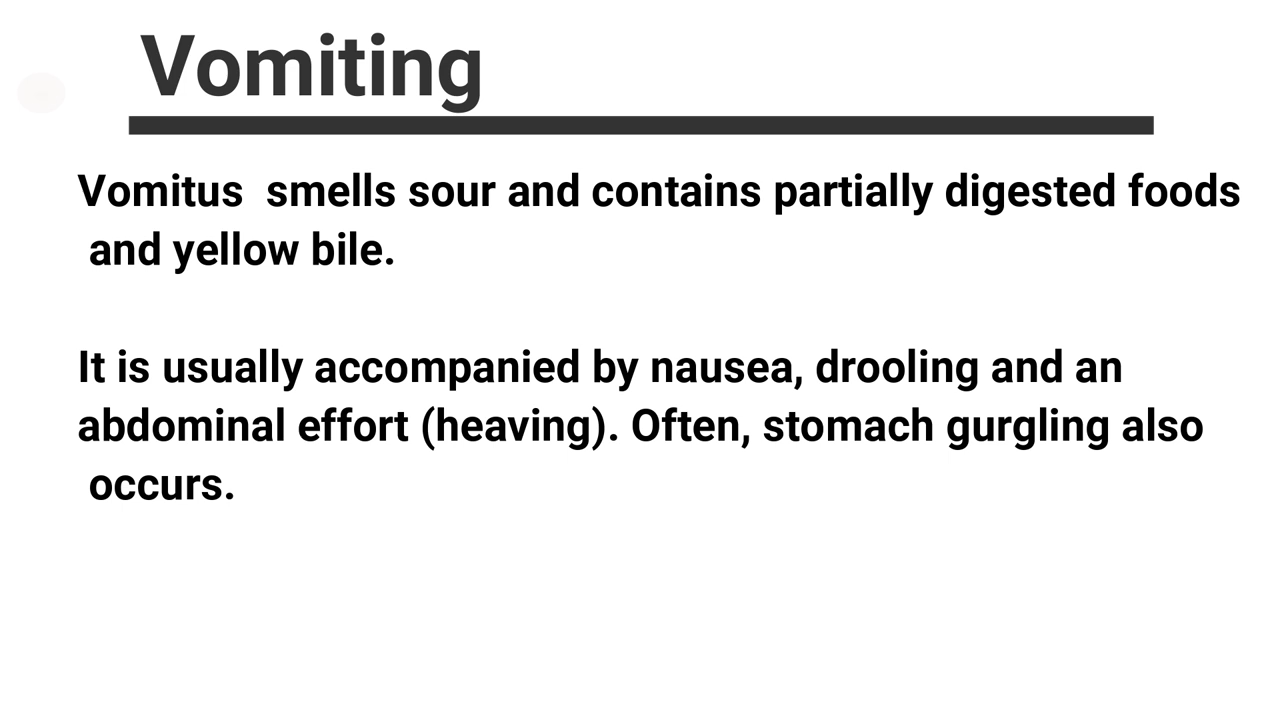 Vomiting
Vomitus  smells sour and contains partially digested foods
and yellow bile.
It is usually accompanied by nausea, drooling and an
abdominal effort (heaving). Often, stomach gurgling also
occurs.